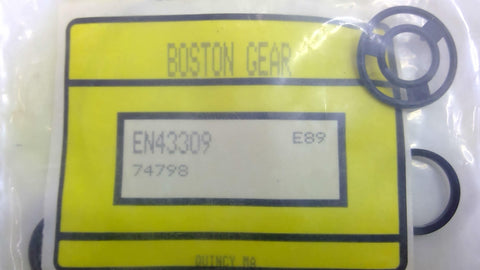 BOSTON GEAR
EN43309 E89
74798
QUINCY MA